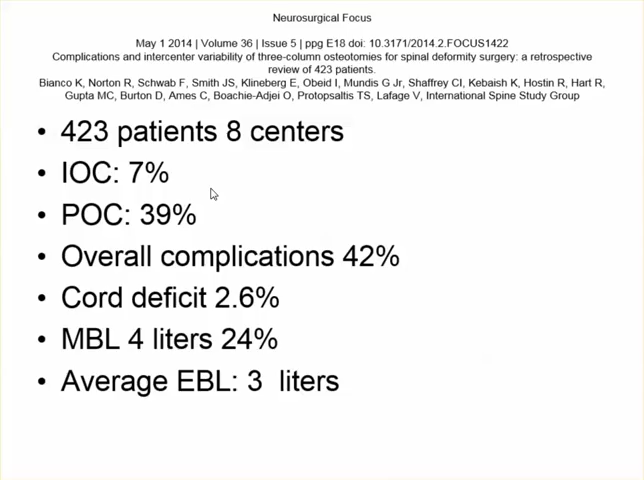 Neurosurgical Focus
May 1 2014 | Volume 36 | Issue 5 | ppg E18 doi: 10.3171/2014.2.FOCUS1422
Complications and intercenter variability of three-column osteotomies for spinal deformity surgery: a retrospective
review of 423 patients.
Bianco K, Norton R, Schwab F, Smith JS, Klineberg E, Obeid I, Mundis G Jr, Shaffrey CI, Kebaish K, Hostin R, Hart R,
Gupta MC, Burton D, Ames C, Boachie-Adjei O, Protopsaltis TS, Lafage V, International Spine Study Group
• 423 patients 8 centers
• IOC: 7%
• POC: 39%
• Overall complications 42%
• Cord deficit 2.6%
• MBL 4 liters 24%
• Average EBL: 3 liters